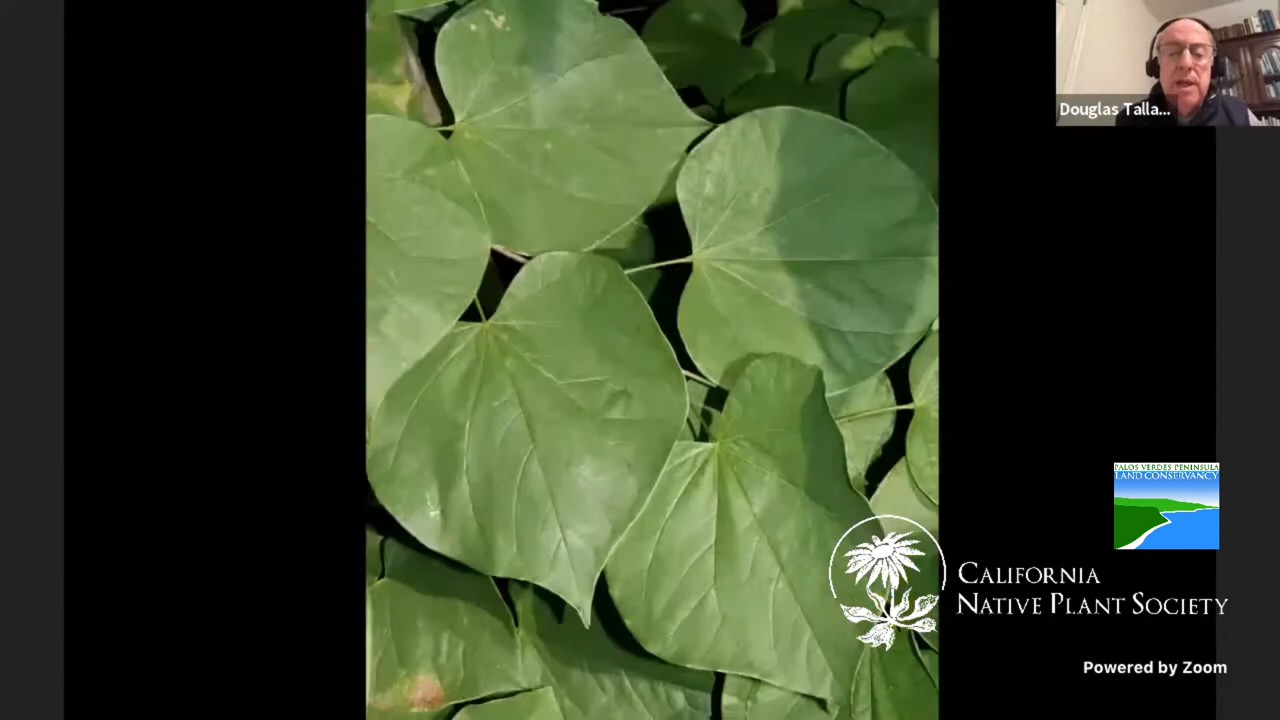 Douglas Talla...
PALOS VERDES PENINSULA
LAND CONSERVANCY
CALIFORNIA
NATIVE PLANT SOCIETY
Powered by Zoom